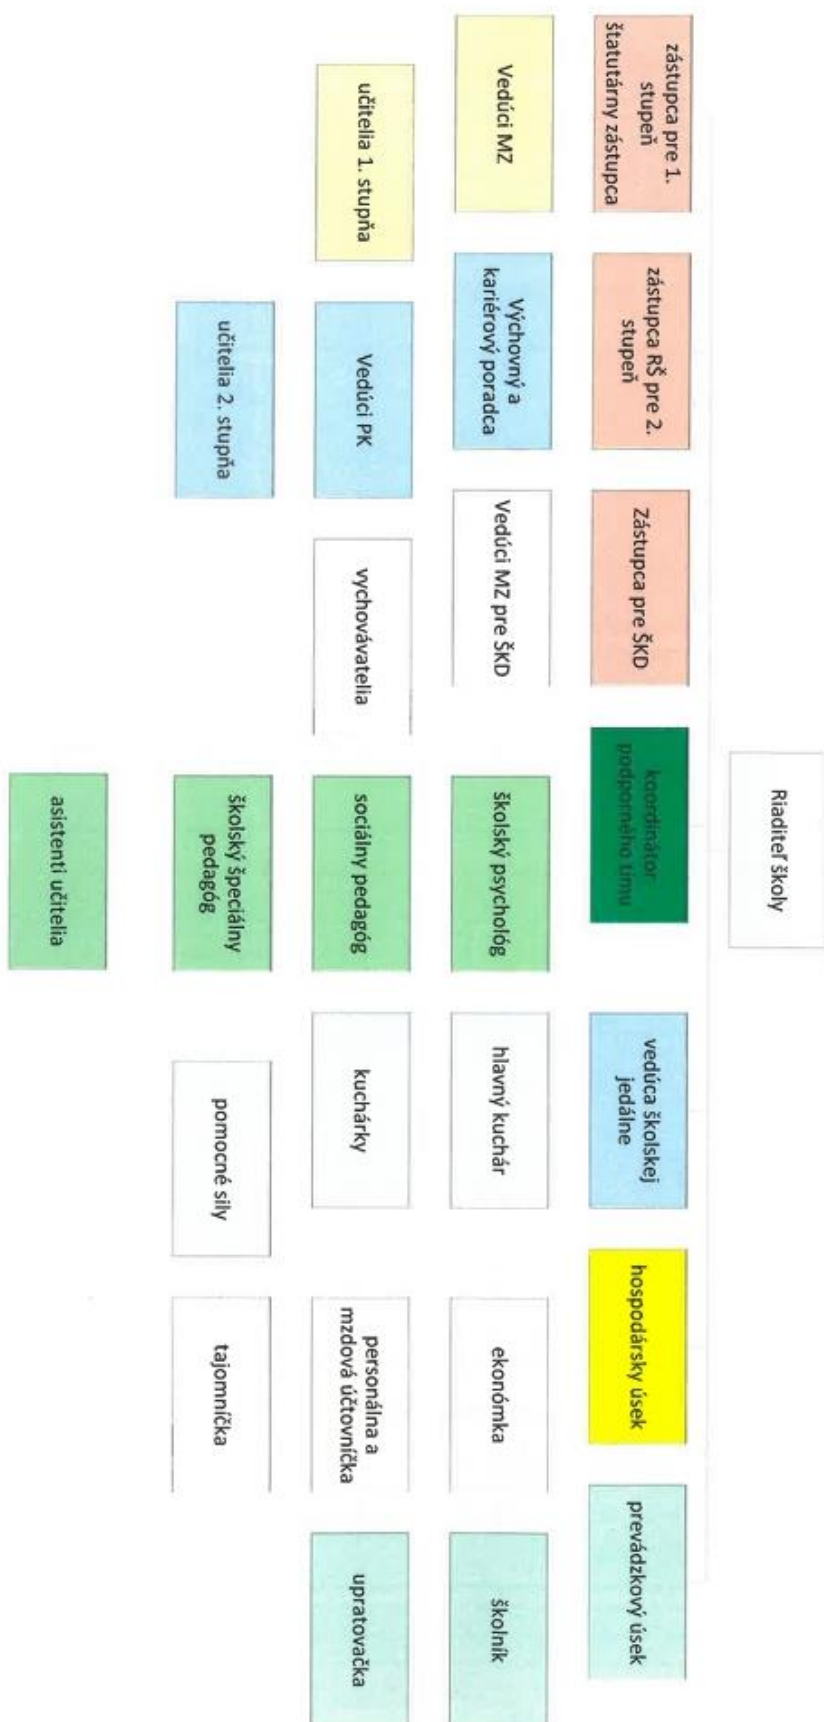 Riaditeľ školy
zástupca pre 1.
stupeň
štatutárny zástupca
zástupca RŠ pre 2.
stupeň
Zástupca pre ŠKD
koordinátor
podporného tímu
vedúca školskej
jedálne
hospodársky úsek
prevádzkový úsek
Vedúci MZ
Výchovný a
kariérový poradca
Vedúci MZ pre ŠKD
školský psychológ
hlavný kuchár
ekonómka
školník
učitelia 1. stupňa
Vedúci PK
vychovávatelia
sociálny pedagóg
kuchárky
personálna a
mzdová účtovníčka
upratovačka
učitelia 2. stupňa
školský špeciálny
pedagóg
pomocné sily
tajomníčka
asistenti učitelia